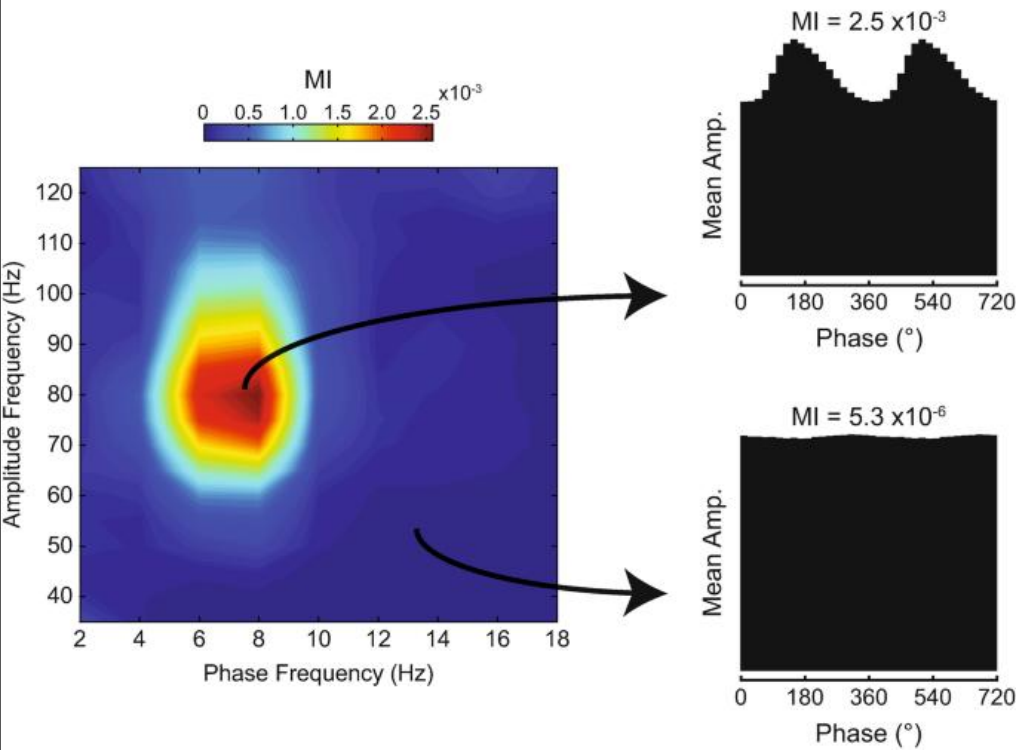 MI
0 0.5 1.0 1.5 2.0 2.5 x10-3
Amplitude Frequency (Hz)
120
110
100
90
80
70
60
50
40
2 4 6 8 10 12 14 16 18
Phase Frequency (Hz)
MI = 2.5 x10-3
Mean Amp.
0 180 360 540 720
Phase (°)
MI = 5.3 x10-6
Mean Amp.
0 180 360 540 720
Phase (°)